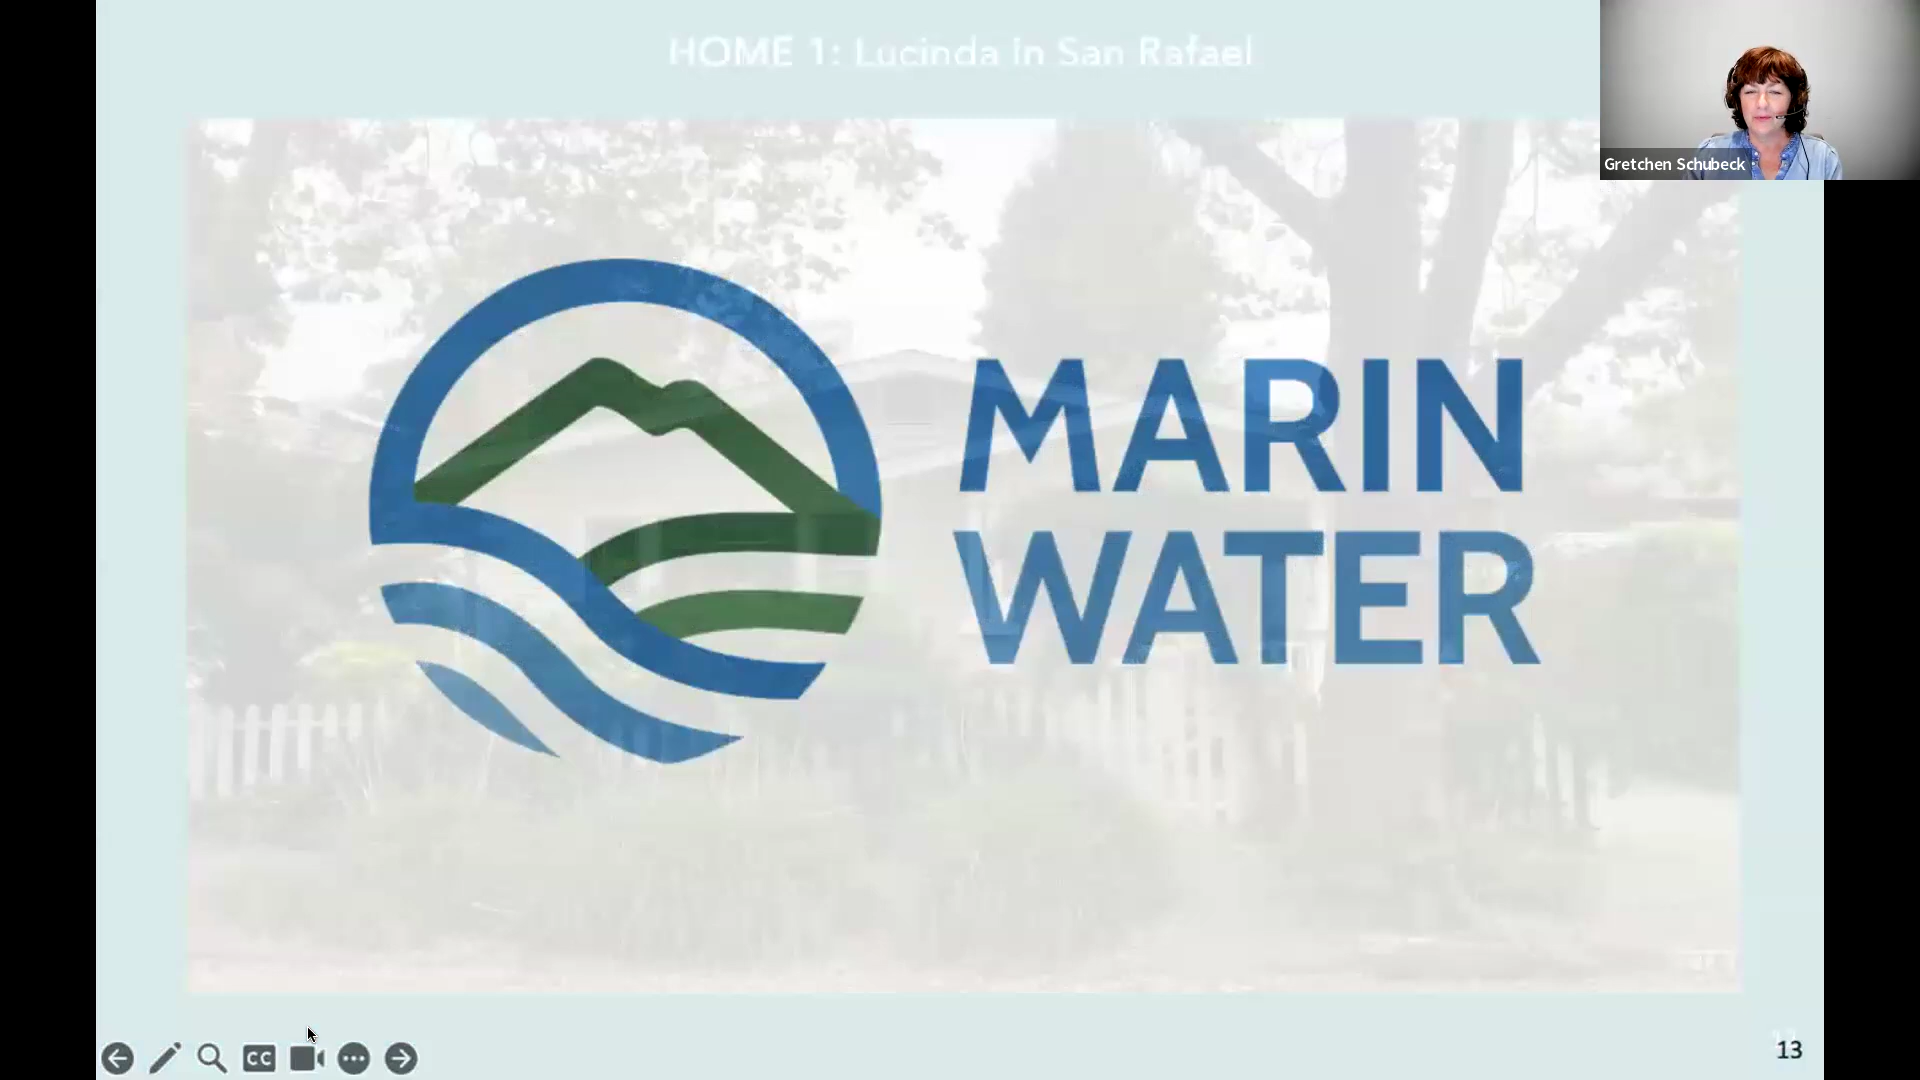 HOME 1: Lucinda in San Rafael
Gretchen Schubeck
MARIN
WATER
CC
13